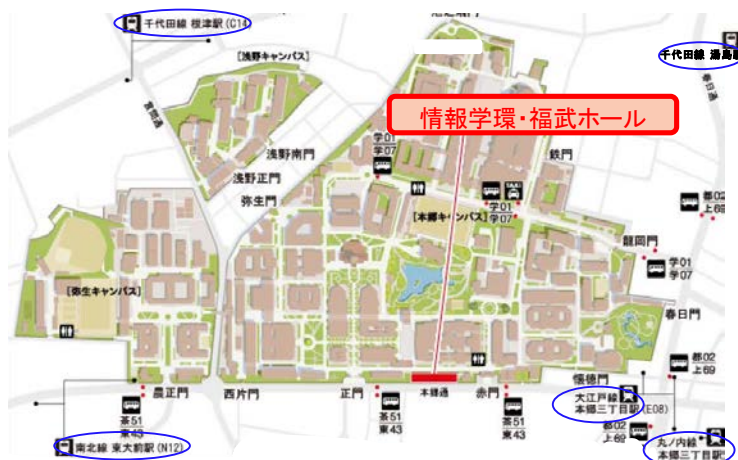 千代田線 根津駅(C14)
[浅野キャンパス]
千代田線 湯島駅
春日通
言問通
情報学環・福武ホール
浅野南門
浅野正門
弥生門
学01
学07
鉄門
TAXI
学01
学07
[本郷キャンパス]
都02
上69
龍岡門
学01
学07
[弥生キャンパス]
春日門
都02
上69
農正門
西片門
正門
本郷通
赤門
懐徳門
茶51
東43
茶51
東43
茶51
東43
大江戸線
本郷三丁目駅(E08)
都02
上69
南北線 東大前駅(N12)
丸ノ内線
本郷三丁目駅